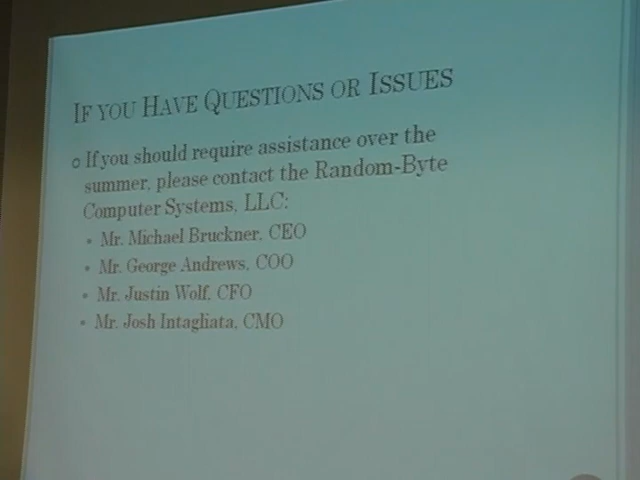 IF YOU HAVE QUESTIONS OR ISSUES
If you should require assistance over the
summer, please contact the Random-Byte
Computer Systems, LLC:
• Mr. Michael Bruckner, CEO
• Mr. George Andrews, COO
• Mr. Justin Wolf, CFO
• Mr. Josh Intagliata, CMO